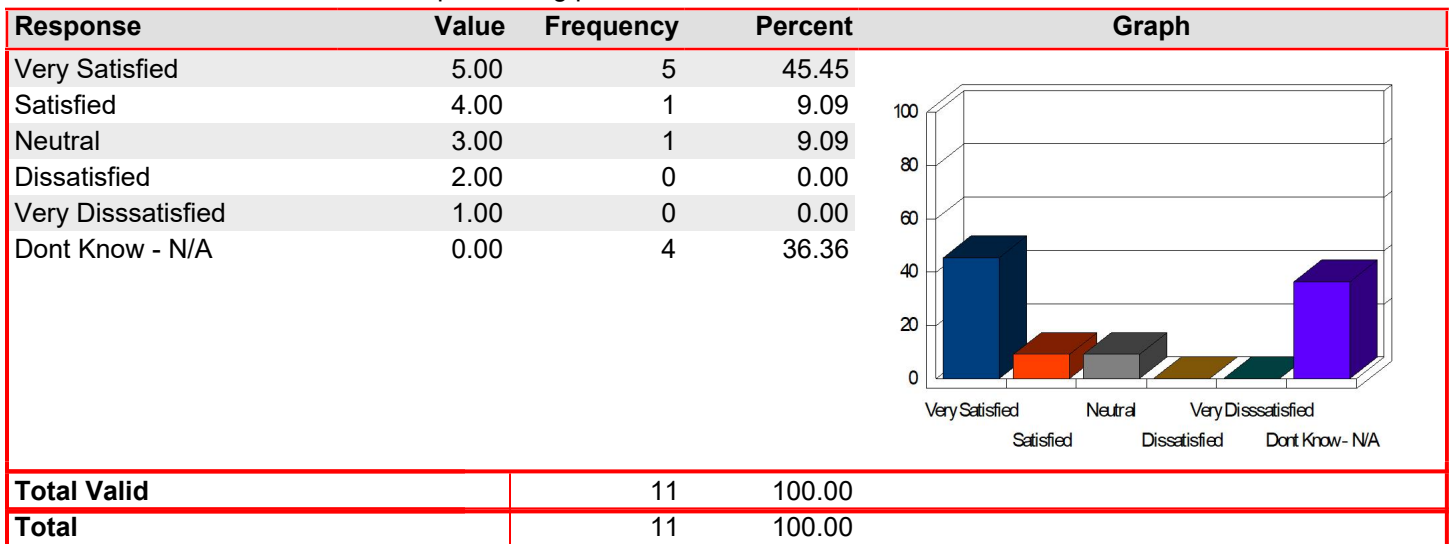 Response Value Frequency Percent Graph
Very Satisfied 5.00 5 45.45
Satisfied 4.00 1 9.09
Neutral 3.00 1 9.09
Dissatisfied 2.00 0 0.00
Very Disssatisfied 1.00 0 0.00
Dont Know - N/A 0.00 4 36.36
100
80
60
40
20
0
Very Satisfied Neutral Very Disssatisfied
Satisfied Dissatisfied Dont Know - N/A
Total Valid 11 100.00
Total 11 100.00